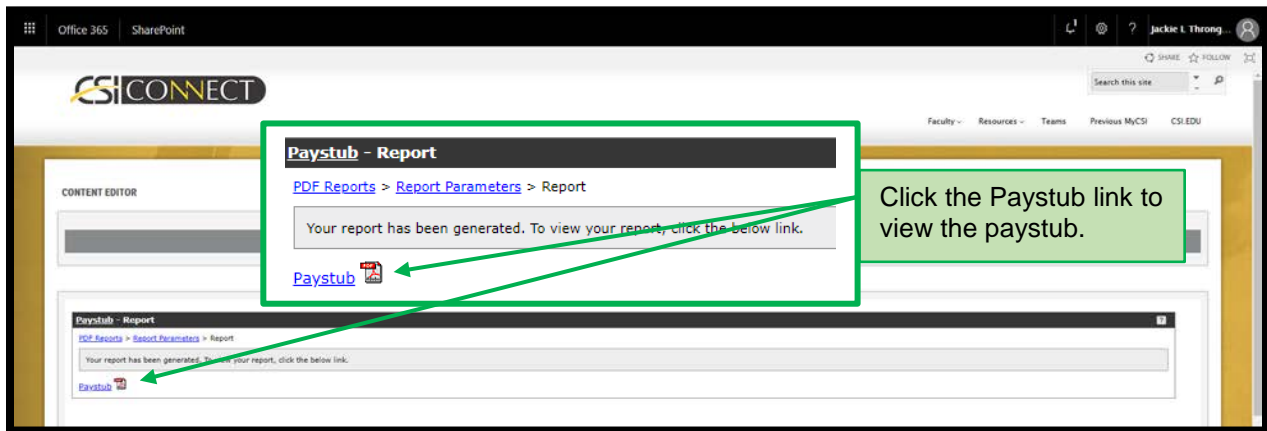 Office 365 SharePoint ? Jackie L Throng...
SHARE FOLLOW
CSI CONNECT
Search this site
Faculty Resources Teams Previous MyCSI CSI.EDU
Paystub - Report
PDF Reports > Report Parameters > Report
Your report has been generated. To view your report, click the below link.
Paystub
Click the Paystub link to
view the paystub.
CONTENT EDITOR
Paystub - Report ?
PDF Reports > Report Parameters > Report
Your report has been generated. To view your report, click the below link.
Paystub